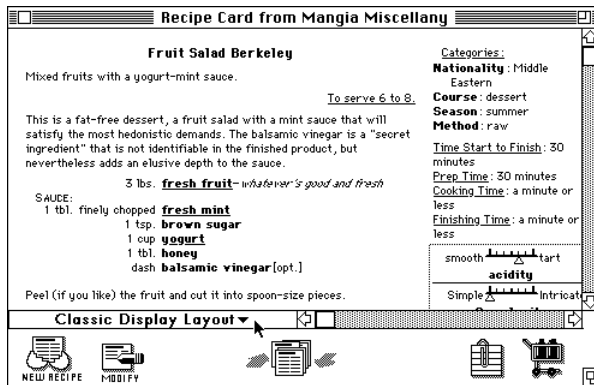 Recipe Card from Mangia Miscellany
Fruit Salad Berkeley
Mixed fruits with a yogurt-mint sauce.
To serve 6 to 8.
This is a fat-free dessert, a fruit salad with a mint sauce that will
satisfy the most hedonistic demands. The balsamic vinegar is a "secret
ingredient" that is not identifiable in the finished product, but
nevertheless adds an elusive depth to the sauce.
3 lbs. fresh fruit–whatever's good and fresh
SAUCE:
1 tbl. finely chopped fresh mint
1 tsp. brown sugar
1 cup yogurt
1 tbl. honey
dash balsamic vinegar[opt.]
Peel (if you like) the fruit and cut it into spoon-size pieces.
Categories:
Nationality: Middle
Eastern
Course: dessert
Season: summer
Method: raw
Time Start to Finish: 30
minutes
Prep Time: 30 minutes
Cooking Time: a minute or
less
Finishing Time: a minute or
less
smooth tart
acidity
Simple Intricat
Classic Display Layout
NEW RECIPE
MODIFY